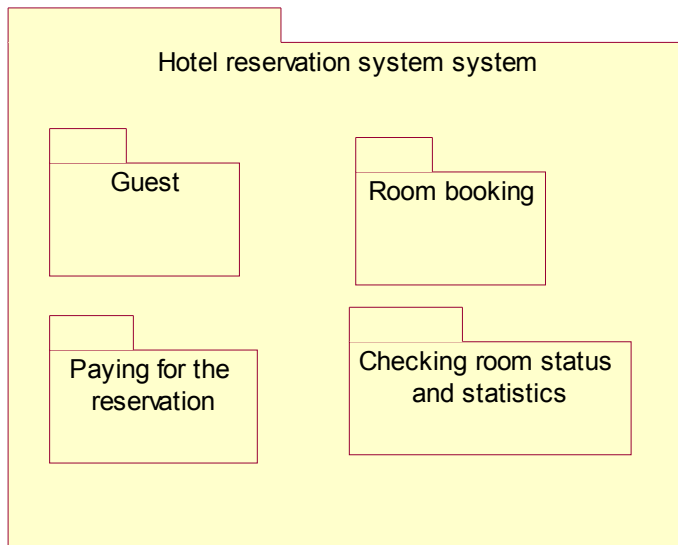 Hotel reservation system system
Guest
Room booking
Paying for the
reservation
Checking room status
and statistics